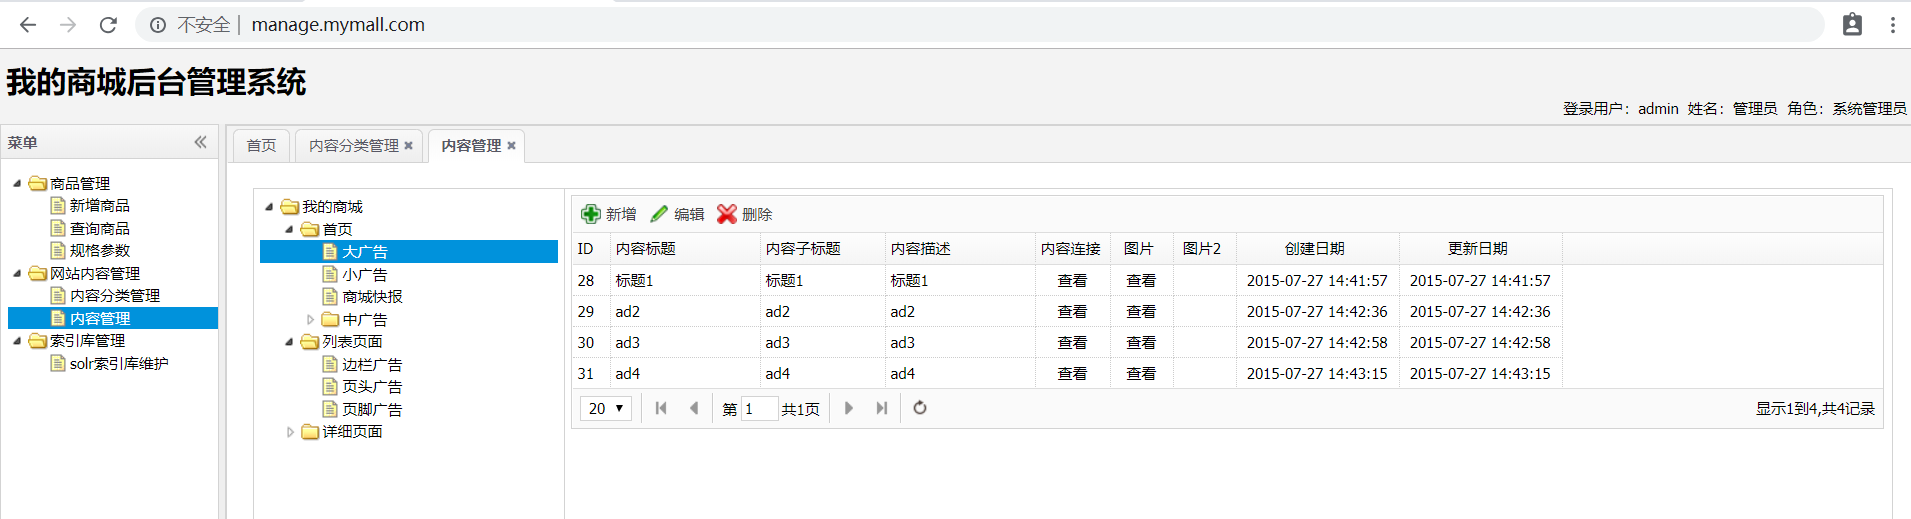 不安全 | manage.mymall.com
我的商城后台管理系统
登录用户：admin 姓名：管理员 角色：系统管理员
菜单
商品管理
新增商品
查询商品
规格参数
网站内容管理
内容分类管理
内容管理
索引库管理
solr索引库维护
首页 内容分类管理 内容管理
我的商城
首页
大广告
小广告
商城快报
中广告
列表页面
边栏广告
页头广告
页脚广告
详细页面
新增 编辑 删除
ID 内容标题 内容子标题 内容描述 内容连接 图片 图片2 创建日期 更新日期
28 标题1 标题1 标题1 查看 查看 2015-07-27 14:41:57 2015-07-27 14:41:57
29 ad2 ad2 ad2 查看 查看 2015-07-27 14:42:36 2015-07-27 14:42:36
30 ad3 ad3 ad3 查看 查看 2015-07-27 14:42:58 2015-07-27 14:42:58
31 ad4 ad4 ad4 查看 查看 2015-07-27 14:43:15 2015-07-27 14:43:15
20 第 1 共1页 显示1到4,共4记录